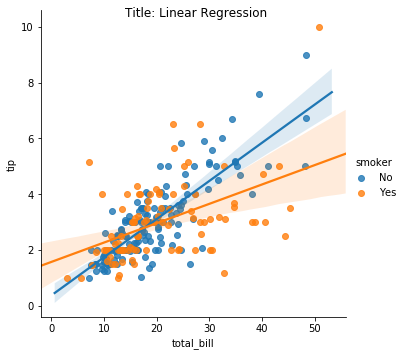 Title: Linear Regression
10
8
6
4
2
0
tip
0 10 20 30 40 50
total_bill
smoker
No
Yes